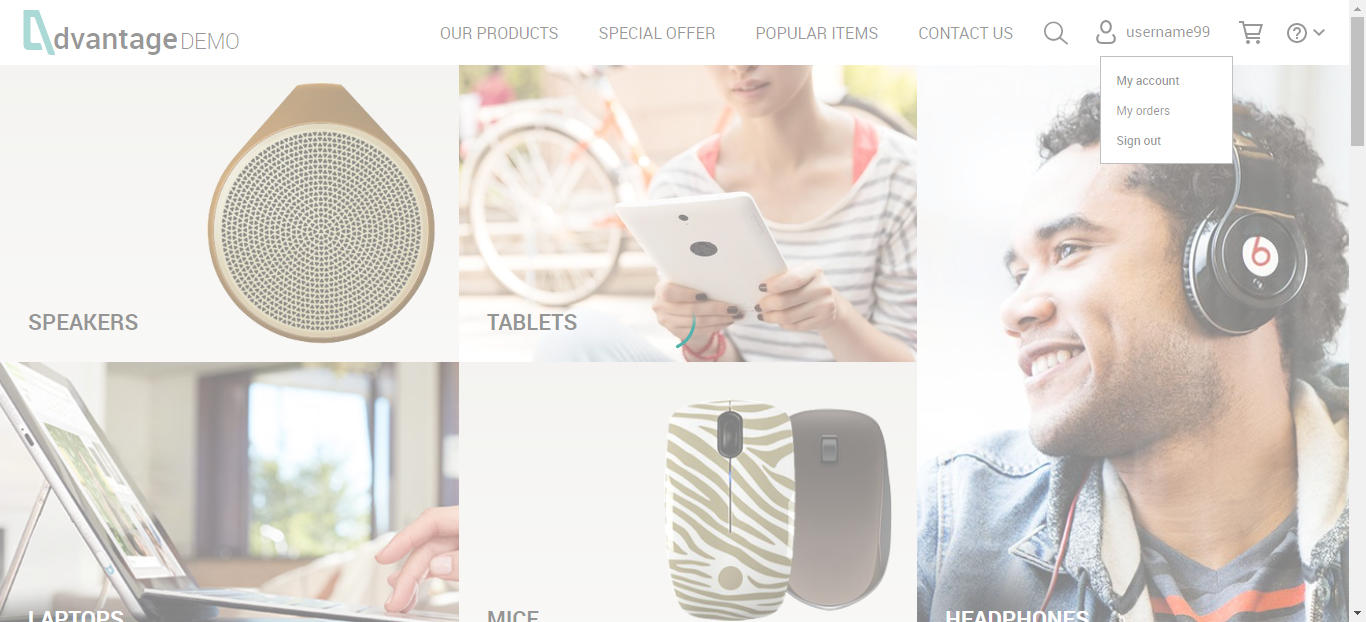 dvantage DEMO
OUR PRODUCTS
SPECIAL OFFER
POPULAR ITEMS
CONTACT US
username99
My account
My orders
Sign out
SPEAKERS
TABLETS
LAPTOPS
MICE
HEADPHONES